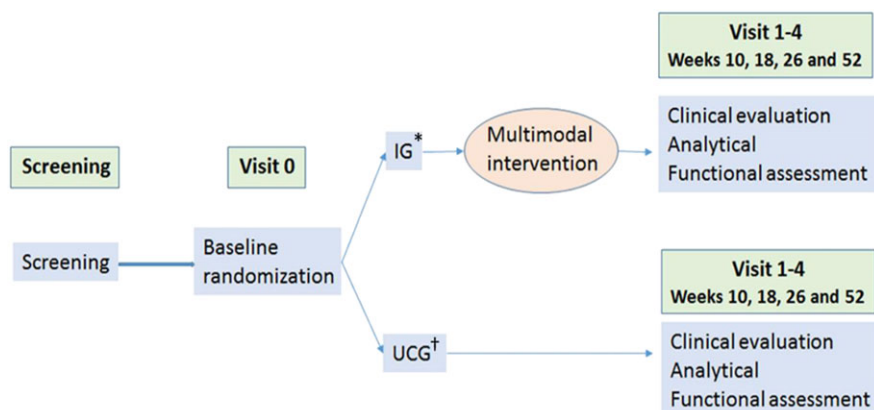 Visit 1-4
Weeks 10, 18, 26 and 52
Clinical evaluation
Analytical
Functional assessment
IG*
Multimodal
intervention
Screening
Visit 0
Screening
Baseline
randomization
Visit 1-4
Weeks 10, 18, 26 and 52
UCG†
Clinical evaluation
Analytical
Functional assessment